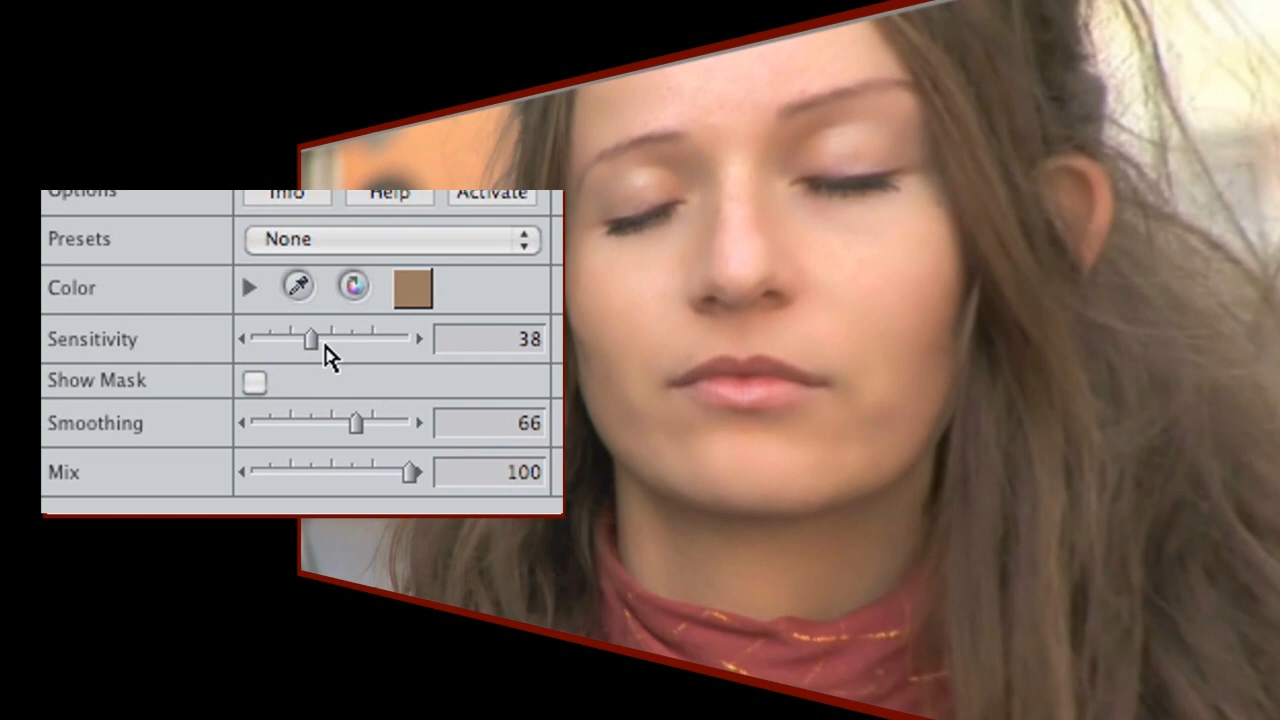 Options Info Help Activate
Presets None
Color
Sensitivity 38
Show Mask
Smoothing 66
Mix 100